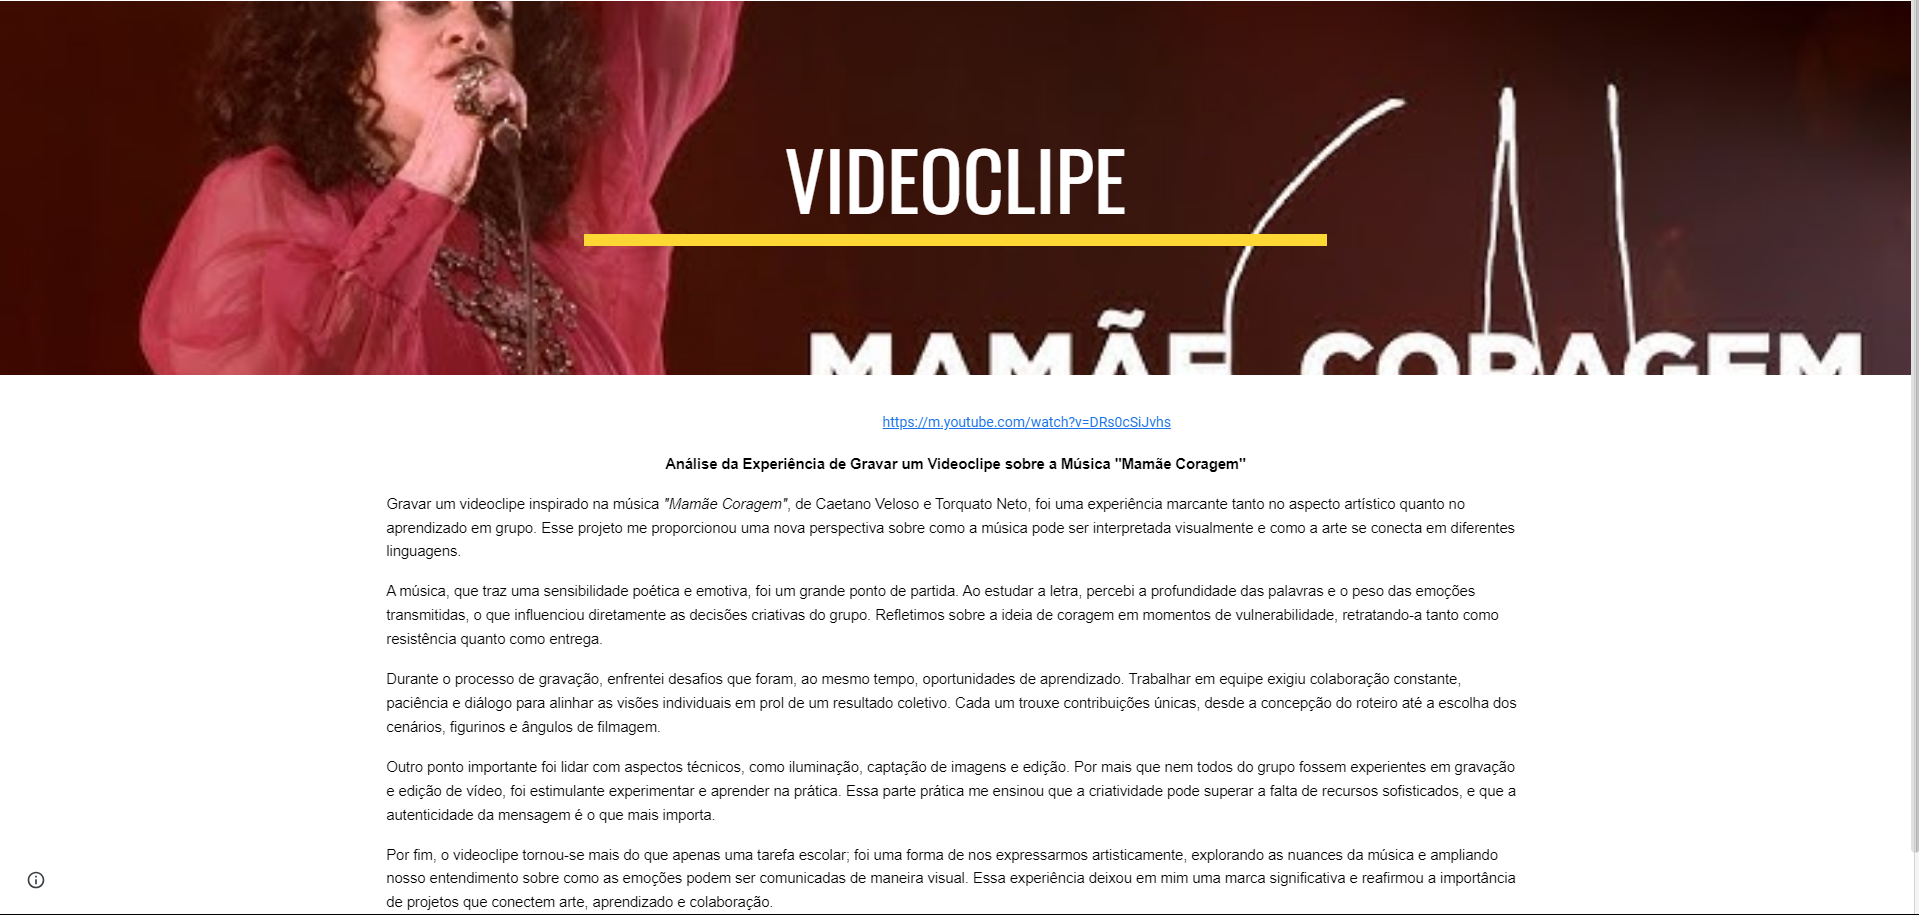 VIDEOCLIPE
MAMÃE CORAGEM
https://m.youtube.com/watch?v=DRs0cSiJvhs
Análise da Experiência de Gravar um Videoclipe sobre a Música "Mamãe Coragem"
Gravar um videoclipe inspirado na música "Mamãe Coragem", de Caetano Veloso e Torquato Neto, foi uma experiência marcante tanto no aspecto artístico quanto no
aprendizado em grupo. Esse projeto me proporcionou uma nova perspectiva sobre como a música pode ser interpretada visualmente e como a arte se conecta em diferentes
linguagens.
A música, que traz uma sensibilidade poética e emotiva, foi um grande ponto de partida. Ao estudar a letra, percebi a profundidade das palavras e o peso das emoções
transmitidas, o que influenciou diretamente as decisões criativas do grupo. Refletimos sobre a ideia de coragem em momentos de vulnerabilidade, retratando-a tanto como
resistência quanto como entrega.
Durante o processo de gravação, enfrentei desafios que foram, ao mesmo tempo, oportunidades de aprendizado. Trabalhar em equipe exigiu colaboração constante,
paciência e diálogo para alinhar as visões individuais em prol de um resultado coletivo. Cada um trouxe contribuições únicas, desde a concepção do roteiro até a escolha dos
cenários, figurinos e ângulos de filmagem.
Outro ponto importante foi lidar com aspectos técnicos, como iluminação, captação de imagens e edição. Por mais que nem todos do grupo fossem experientes em gravação
e edição de vídeo, foi estimulante experimentar e aprender na prática. Essa parte prática me ensinou que a criatividade pode superar a falta de recursos sofisticados, e que a
autenticidade da mensagem é o que mais importa.
Por fim, o videoclipe tornou-se mais do que apenas uma tarefa escolar; foi uma forma de nos expressarmos artisticamente, explorando as nuances da música e ampliando
nosso entendimento sobre como as emoções podem ser comunicadas de maneira visual. Essa experiência deixou em mim uma marca significativa e reafirmou a importância
de projetos que conectem arte, aprendizado e colaboração.